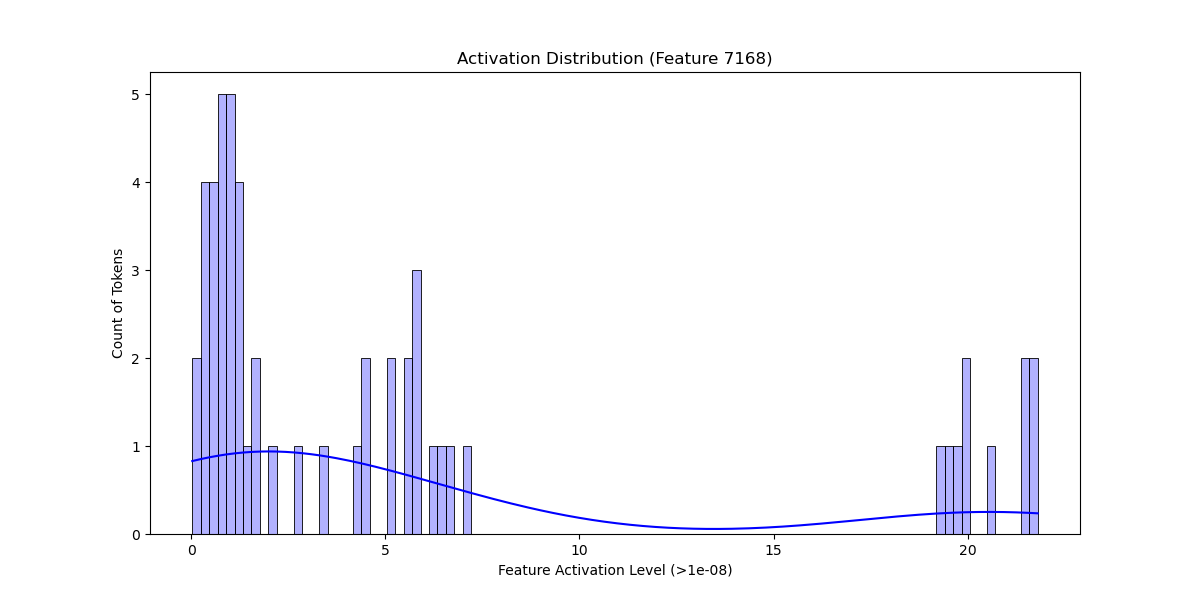 Activation Distribution (Feature 7168)
5
4
3
2
1
0
Count of Tokens
0 5 10 15 20
Feature Activation Level (>1e-08)